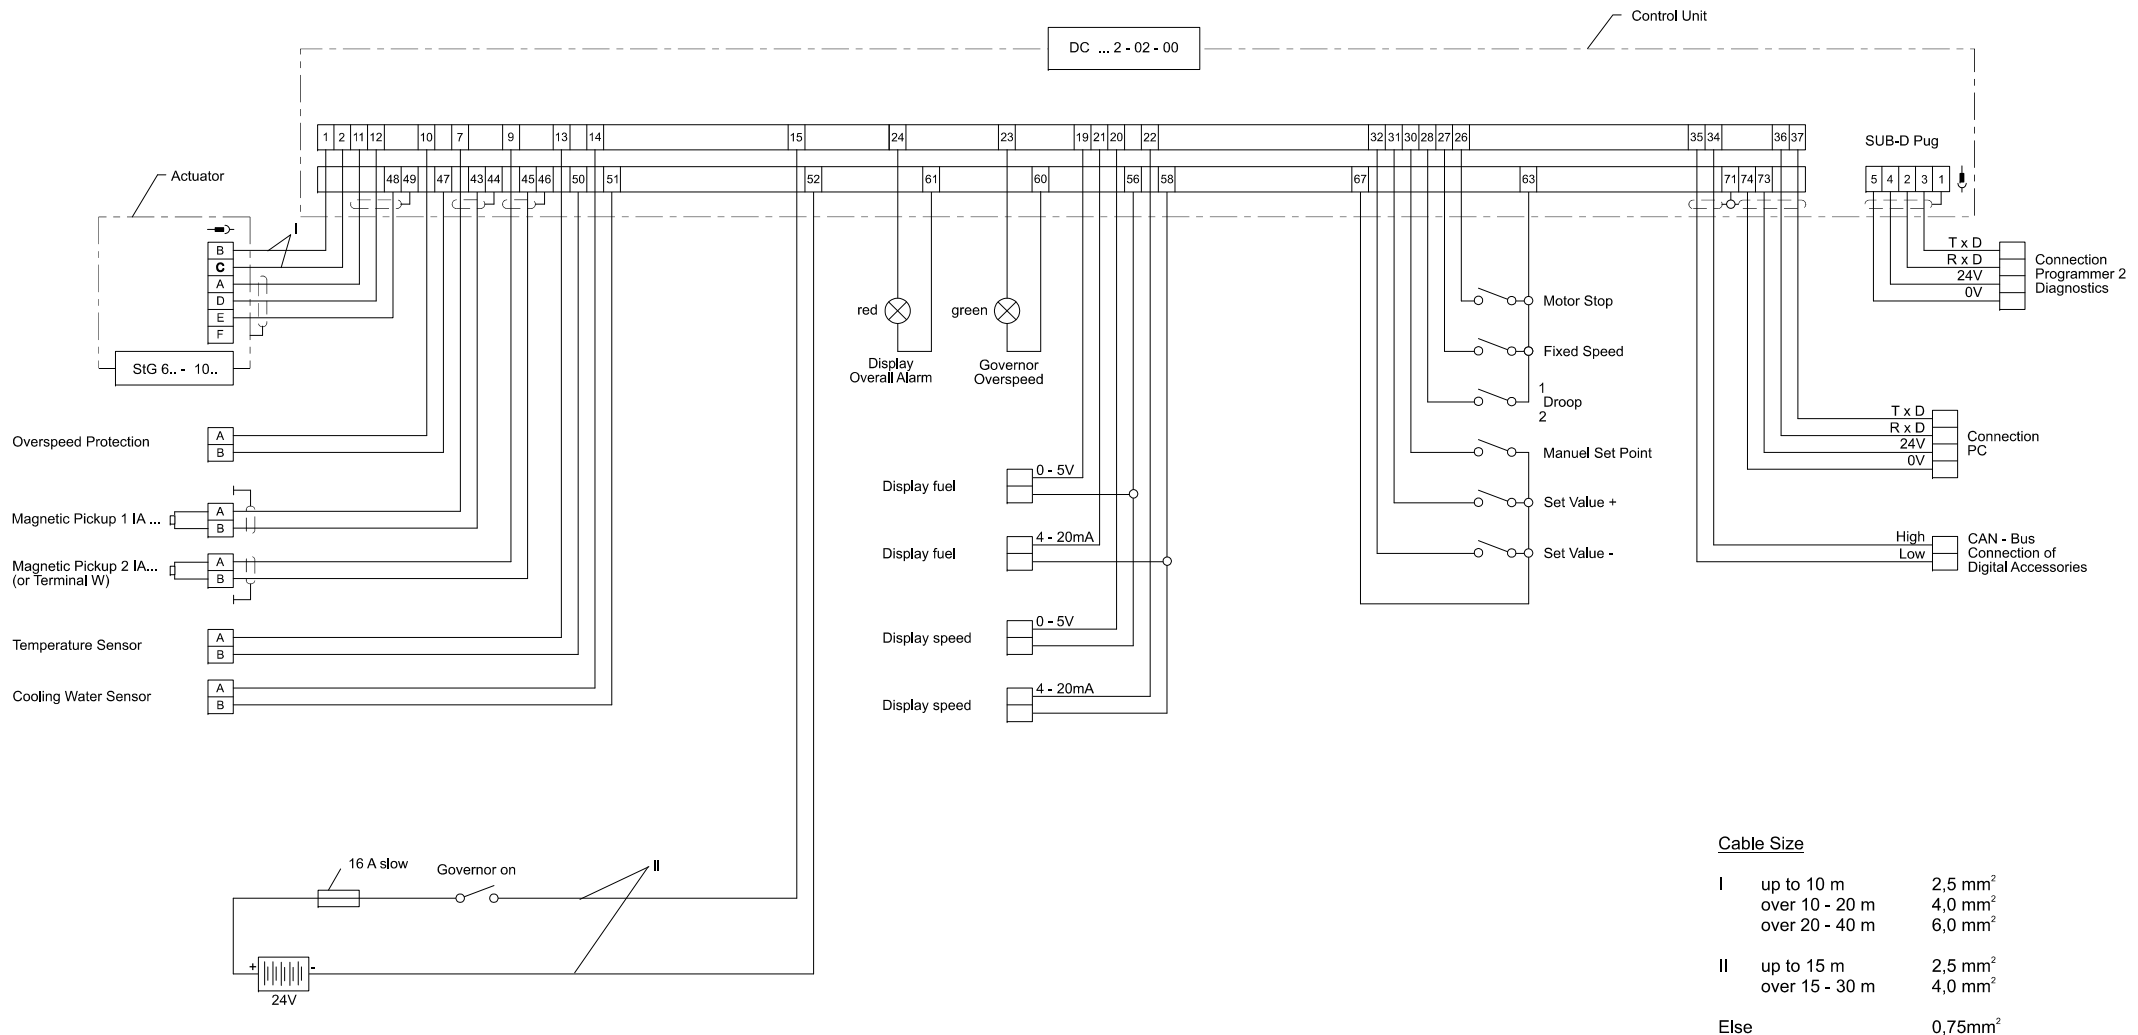 Control Unit
DC ... 2 - 02 - 00
1 2 11 12 10 7 9 13 14 15 24 23 19 21 20 22 32 31 30 28 27 26 35 34 36 37
SUB-D Pug
48 49 47 43 44 45 46 50 51 52 61 60 56 58 67 63 71 74 73
5 4 2 3 1
Actuator
I
B
C
A
D
E
F
StG 6.. - 10..
T x D
R x D
24V
0V
Connection
Programmer 2
Diagnostics
red
Display
Overall Alarm
green
Governor
Overspeed
Motor Stop
Fixed Speed
1
Droop
2
Manuel Set Point
Set Value +
Set Value -
T x D
R x D
24V
0V
Connection
PC
High
Low
CAN - Bus
Connection of
Digital Accessories
Overspeed Protection
A
B
Magnetic Pickup 1 IA ...
A
B
Magnetic Pickup 2 IA...
(or Terminal W)
A
B
Temperature Sensor
A
B
Cooling Water Sensor
A
B
Display fuel
0 - 5V
Display fuel
4 - 20mA
Display speed
0 - 5V
Display speed
4 - 20mA
16 A slow
Governor on
II
+
-
24V
Cable Size
I up to 10 m 2,5 mm²
over 10 - 20 m 4,0 mm²
over 20 - 40 m 6,0 mm²
II up to 15 m 2,5 mm²
over 15 - 30 m 4,0 mm²
Else 0,75mm²